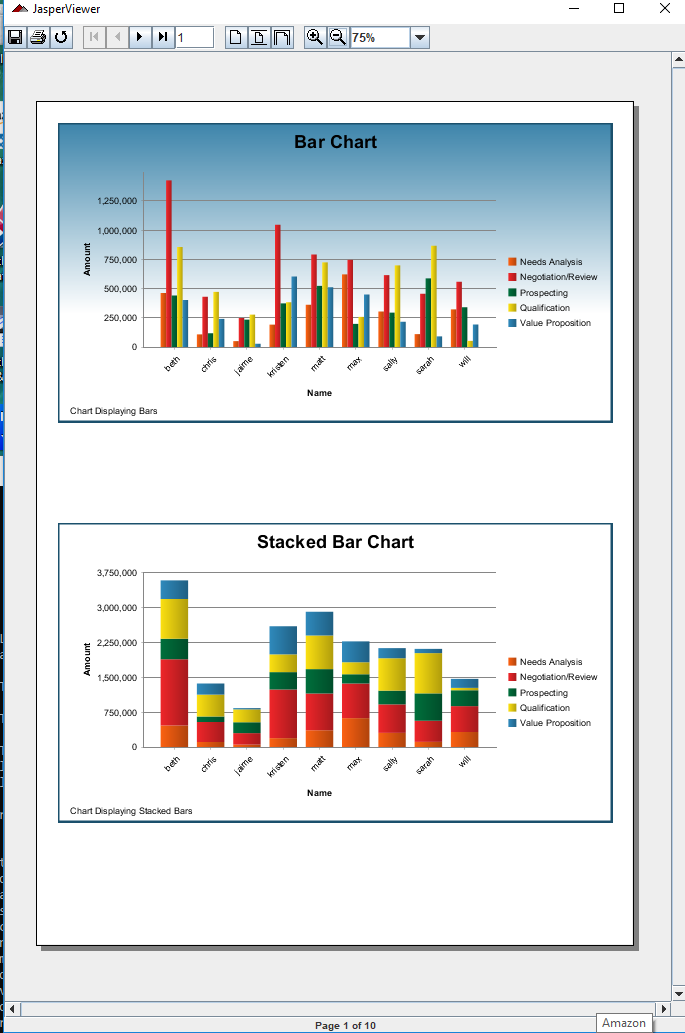 JasperViewer
1
75%
Bar Chart
1,250,000
1,000,000
750,000
500,000
250,000
0
Amount
beth
chris
jaime
kristen
matt
max
sally
sarah
will
Name
Needs Analysis
Negotiation/Review
Prospecting
Qualification
Value Proposition
Chart Displaying Bars
Stacked Bar Chart
3,750,000
3,000,000
2,250,000
1,500,000
750,000
0
Amount
beth
chris
jaime
kristen
matt
max
sally
sarah
will
Name
Needs Analysis
Negotiation/Review
Prospecting
Qualification
Value Proposition
Chart Displaying Stacked Bars
Page 1 of 10
Amazon